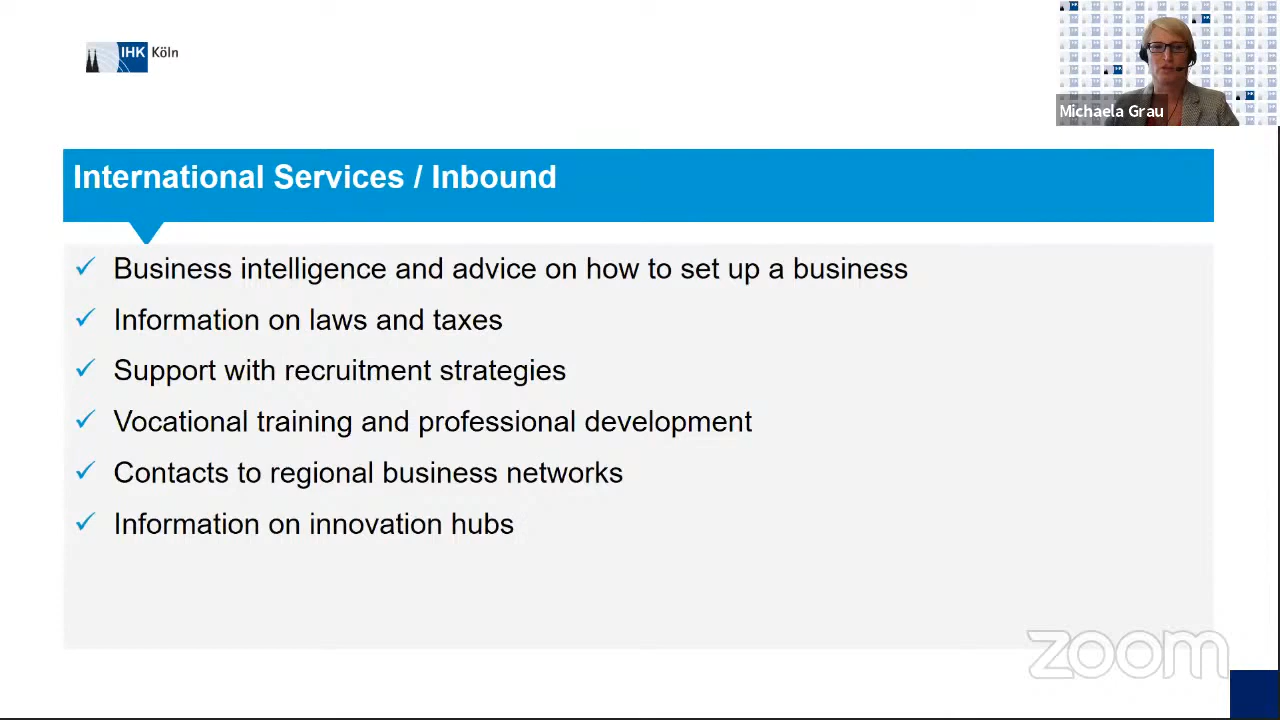 IHK Köln
Michaela Grau
International Services / Inbound
✓ Business intelligence and advice on how to set up a business
✓ Information on laws and taxes
✓ Support with recruitment strategies
✓ Vocational training and professional development
✓ Contacts to regional business networks
✓ Information on innovation hubs
zoom